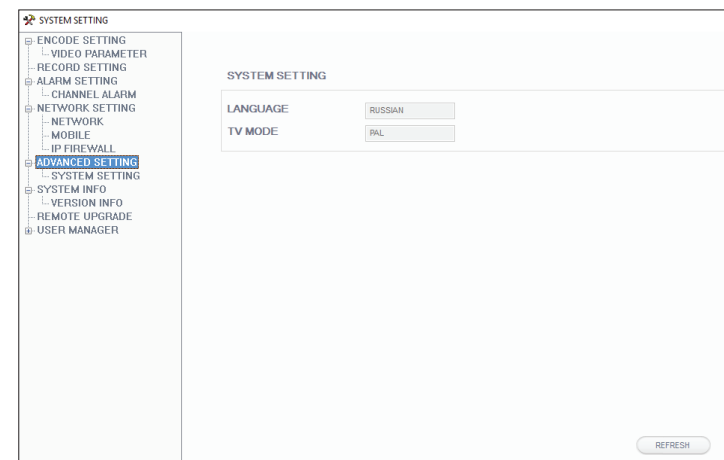 SYSTEM SETTING
ENCODE SETTING
VIDEO PARAMETER
RECORD SETTING
ALARM SETTING
CHANNEL ALARM
NETWORK SETTING
NETWORK
MOBILE
IP FIREWALL
ADVANCED SETTING
SYSTEM SETTING
SYSTEM INFO
VERSION INFO
REMOTE UPGRADE
USER MANAGER
SYSTEM SETTING
LANGUAGE RUSSIAN
TV MODE PAL
REFRESH